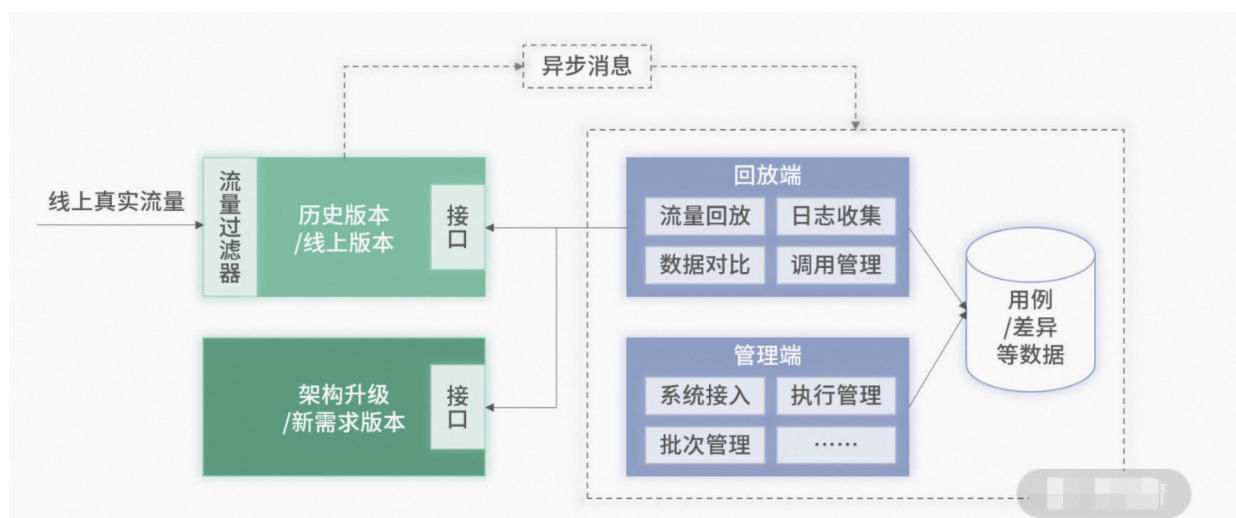 异步消息
线上真实流量
流量过滤器
历史版本
/线上版本
接口
架构升级
/新需求版本
接口
回放端
流量回放
日志收集
数据对比
调用管理
管理端
系统接入
执行管理
批次管理
……
用例
/差异
等数据